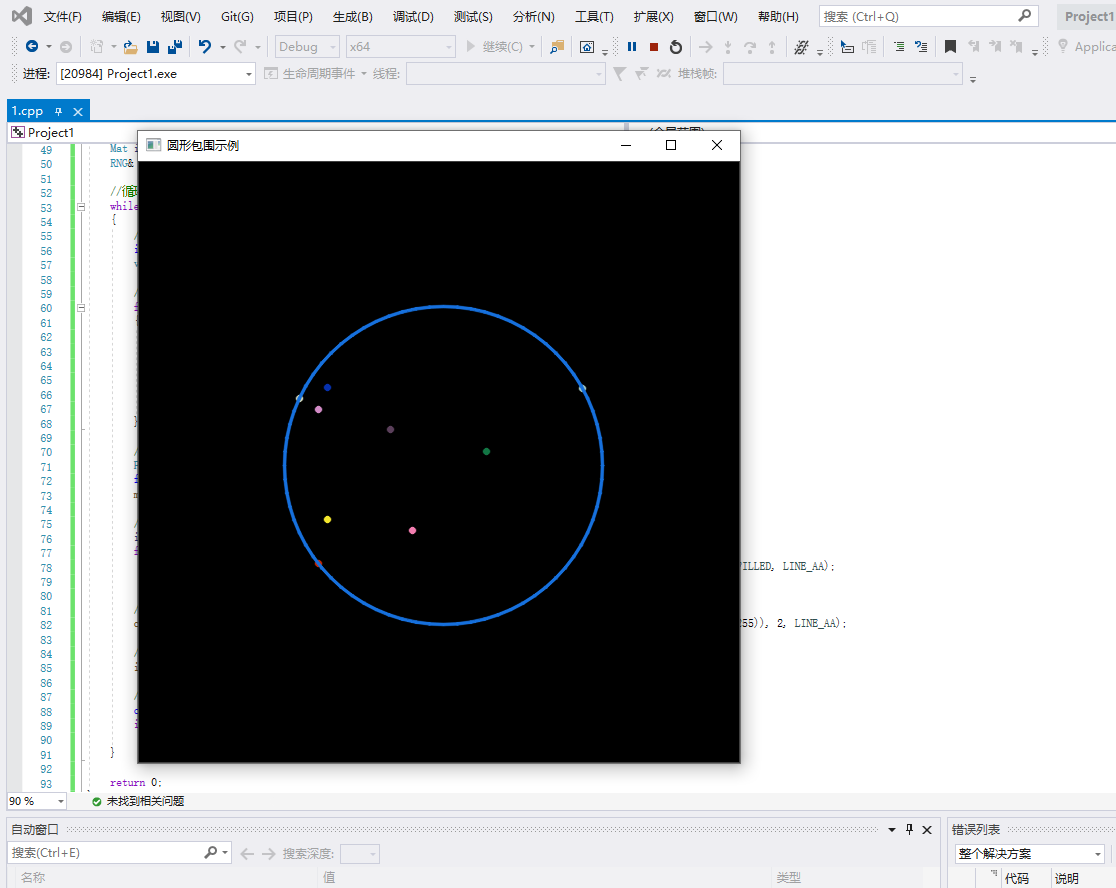 文件(F) 编辑(E) 视图(V) Git(G) 项目(P) 生成(B) 调试(D) 测试(S) 分析(N) 工具(T) 扩展(X) 窗口(W) 帮助(H) 搜索 (Ctrl+Q) Project1
Debug x64 继续(C)
进程: [20984] Project1.exe 生命周期事件 线程: 堆栈帧:
1.cpp
Project1
圆形包围示例
49 Mat
50 RNG&
51
52
53 while
54 {
55
56
57
58
59
60
61
62
63
64
65
66
67
68
69
70
71
72
73
74
75
76
77
78 FILLED, LINE_AA);
79
80
81
82 255)), 2, LINE_AA);
83
84
85
86
87
88
89
90
91 }
92
93 return 0;
90 % 未找到相关问题
自动窗口 错误列表
搜索(Ctrl+E) 搜索深度: 整个解决方案
名称 值 类型 代码 说明